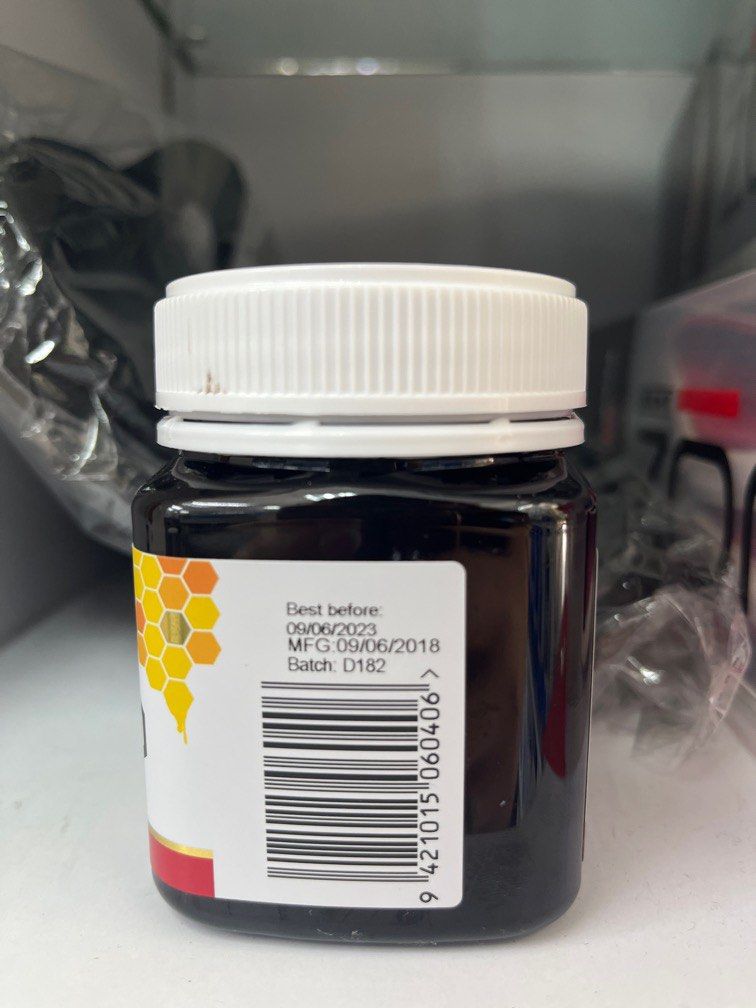 Best before:
09/06/2023
MFG:09/06/2018
Batch: D182
9 421015 060406 >